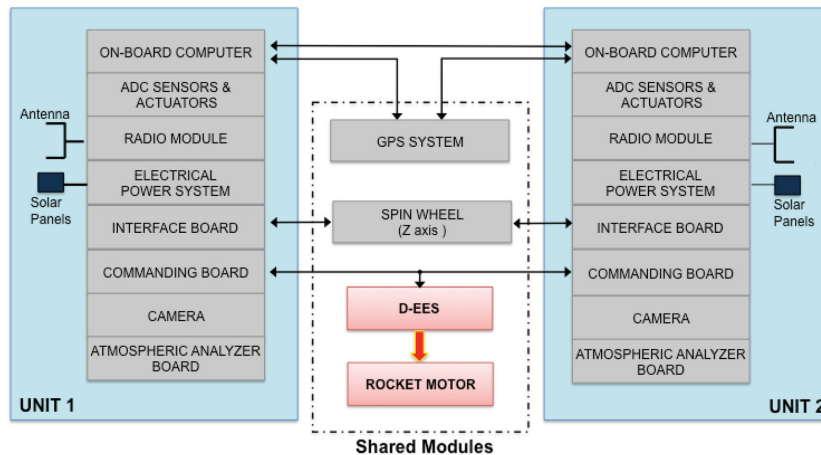 ON-BOARD COMPUTER
ADC SENSORS &
ACTUATORS
Antenna
RADIO MODULE
ELECTRICAL
POWER SYSTEM
Solar
Panels
INTERFACE BOARD
COMMANDING BOARD
CAMERA
ATMOSPHERIC ANALYZER
BOARD
UNIT 1
GPS SYSTEM
SPIN WHEEL
(Z axis )
D-EES
ROCKET MOTOR
Shared Modules
ON-BOARD COMPUTER
ADC SENSORS &
ACTUATORS
Antenna
RADIO MODULE
ELECTRICAL
POWER SYSTEM
Solar
Panels
INTERFACE BOARD
COMMANDING BOARD
CAMERA
ATMOSPHERIC ANALYZER
BOARD
UNIT 2